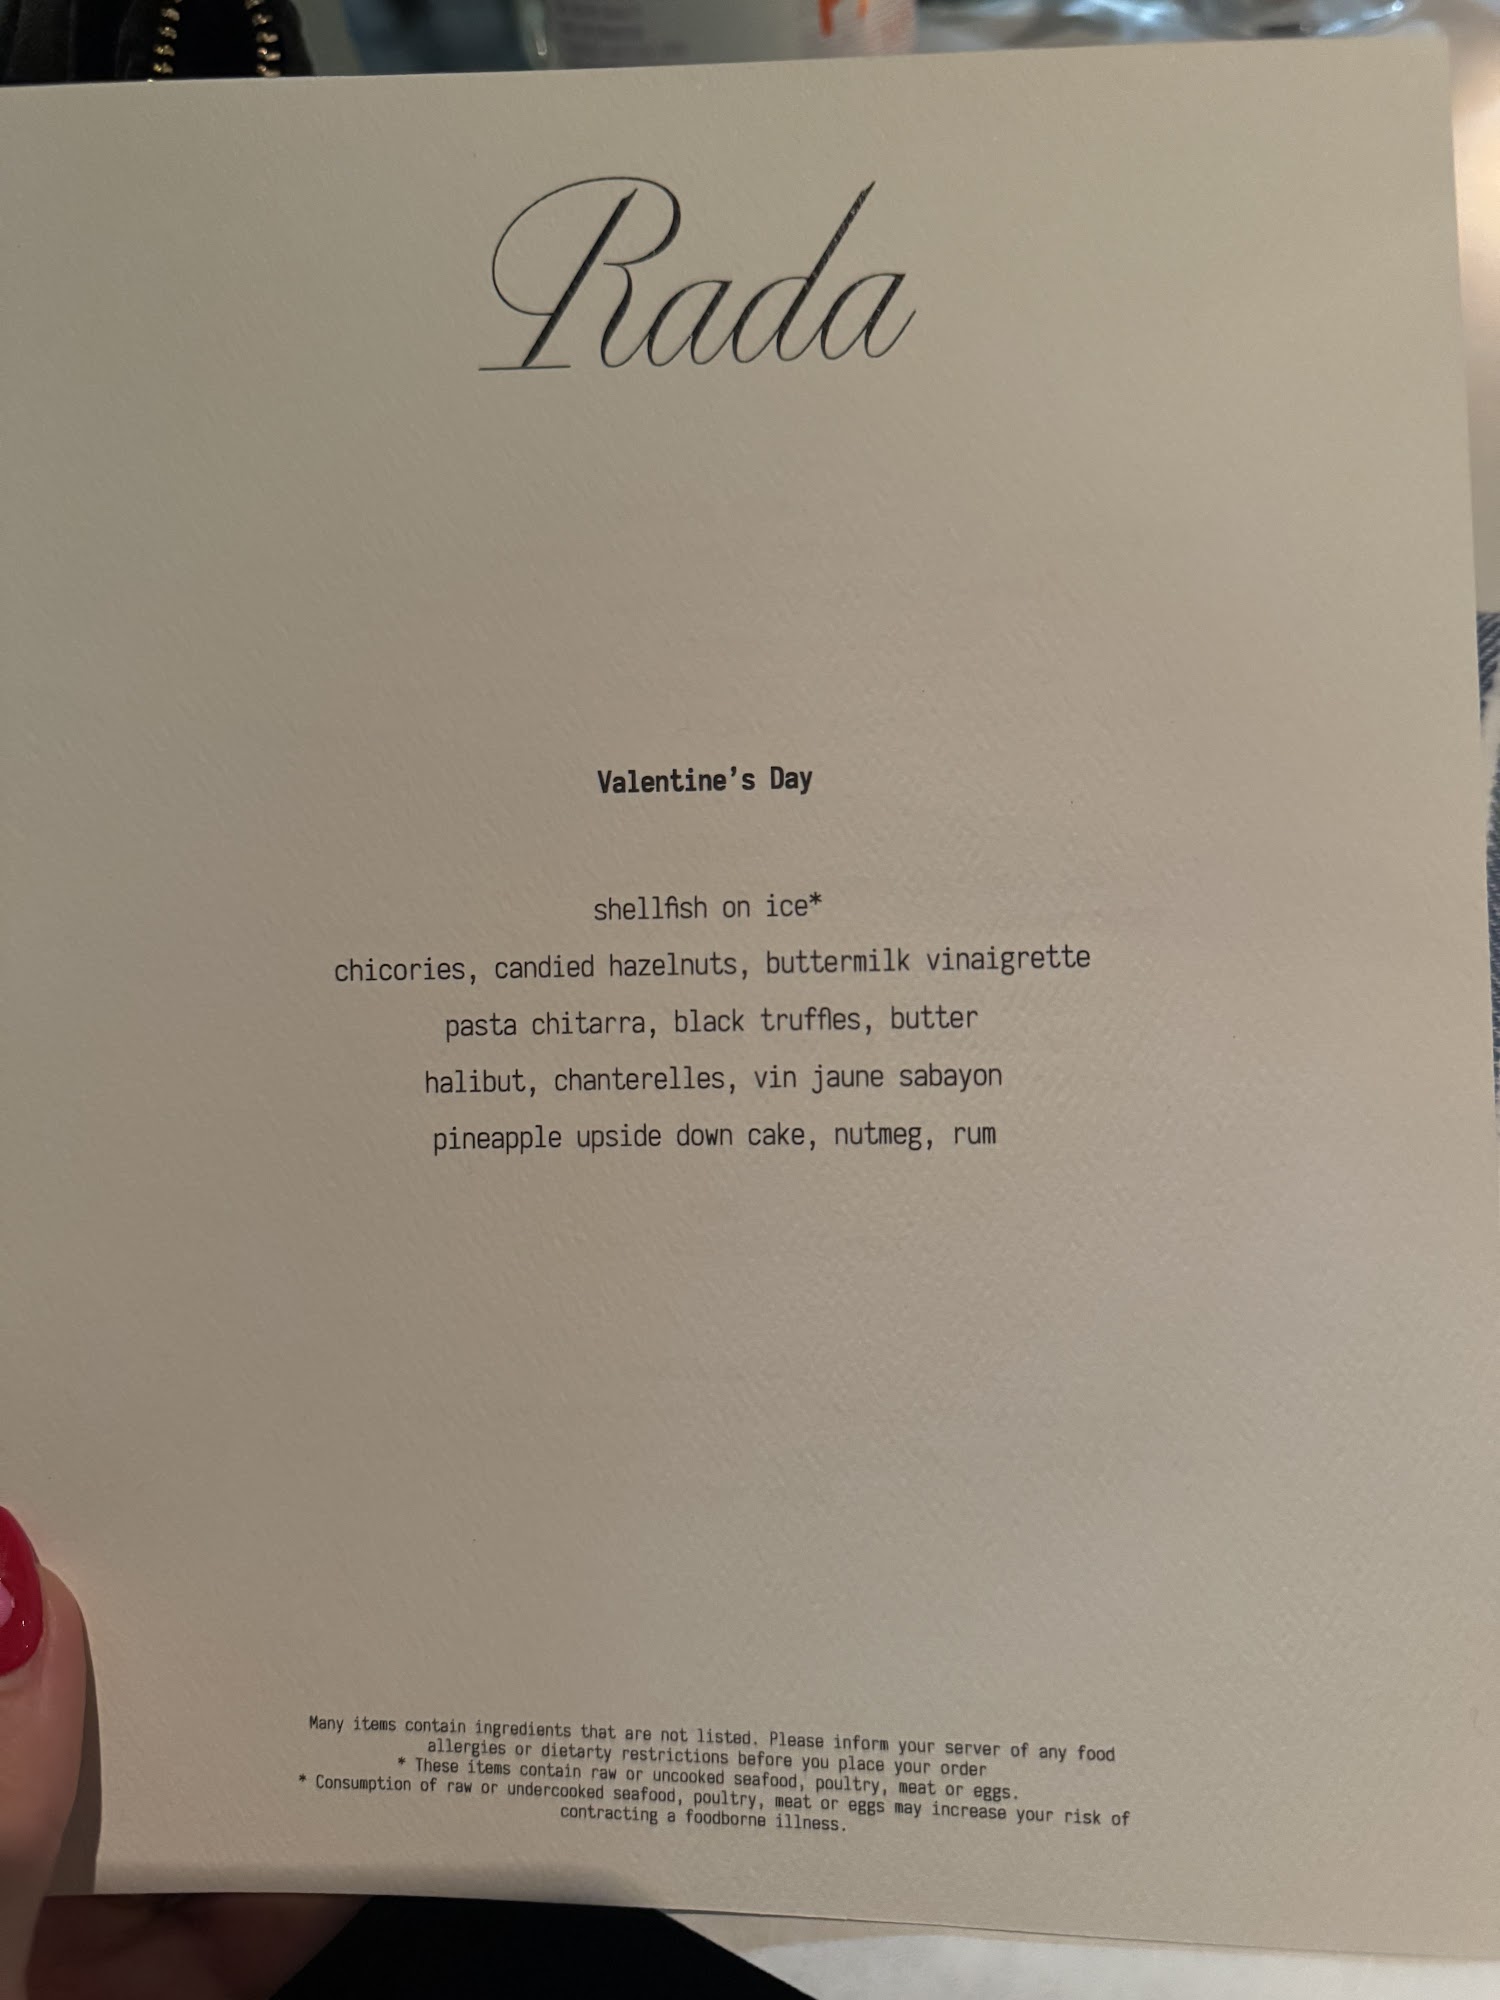 Rada
Valentine’s Day
shellfish on ice*
chicories, candied hazelnuts, buttermilk vinaigrette
pasta chitarra, black truffles, butter
halibut, chanterelles, vin jaune sabayon
pineapple upside down cake, nutmeg, rum
Many items contain ingredients that are not listed. Please inform your server of any food
allergies or dietarty restrictions before you place your order
* These items contain raw or uncooked seafood, poultry, meat or eggs.
* Consumption of raw or undercooked seafood, poultry, meat or eggs may increase your risk of
contracting a foodborne illness.